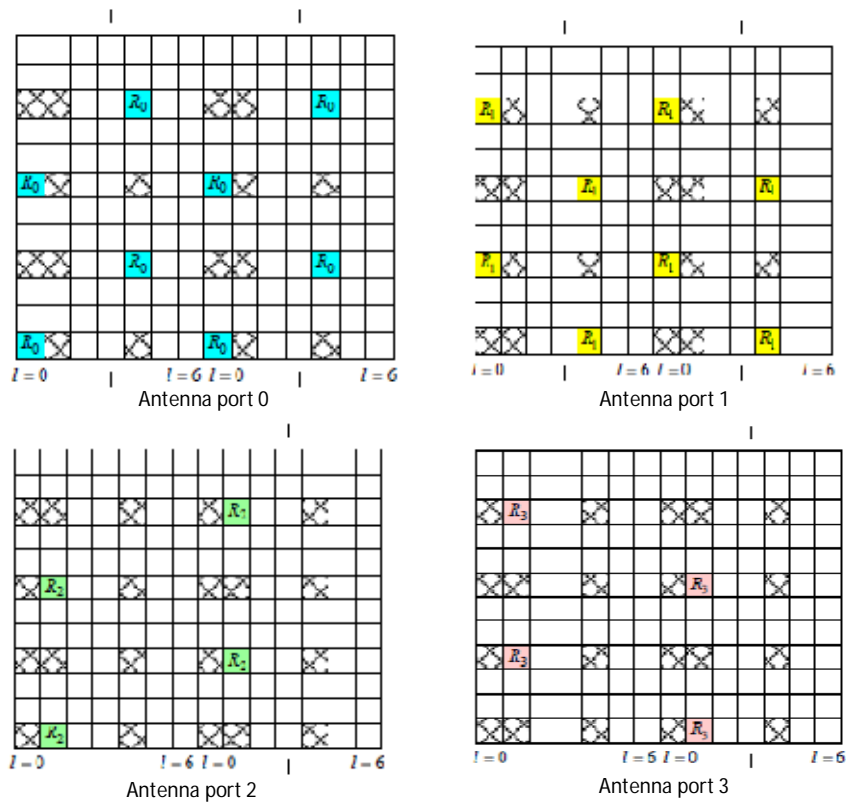 R₀ R₀
R₀ R₀
R₀ R₀
R₀ R₀
l = 0 l = 6 l = 0 l = 6
Antenna port 0
R₁ R₁
R₁ R₁
R₁ R₁
R₁ R₁
l = 0 l = 6 l = 0 l = 6
Antenna port 1
R₂
R₂
R₂
R₂
l = 0 l = 6 l = 0 l = 6
Antenna port 2
R₃
R₃
R₃
R₃
l = 0 l = 6 l = 0 l = 6
Antenna port 3